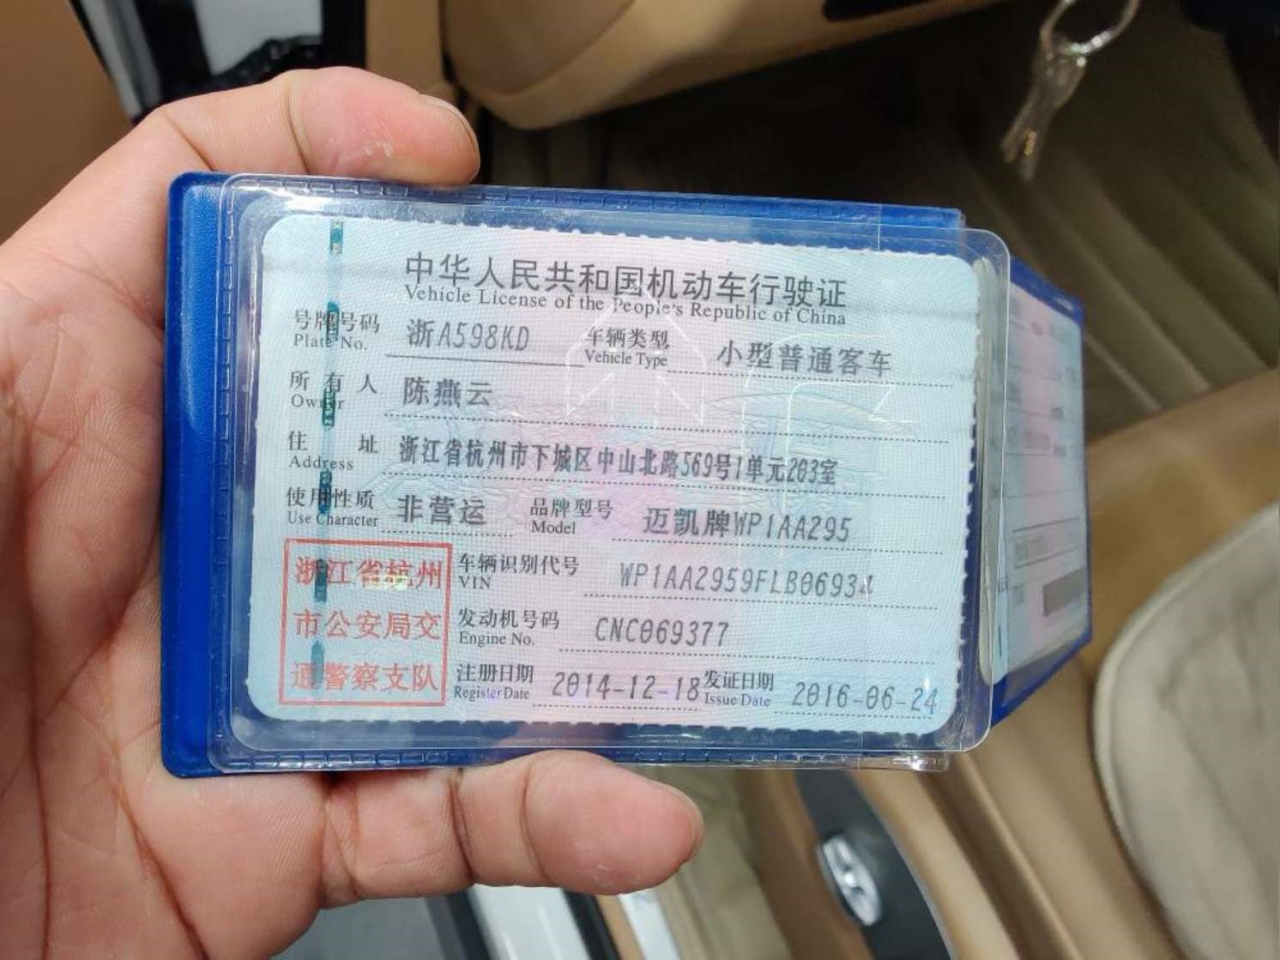 中华人民共和国机动车行驶证
Vehicle License of the People's Republic of China
号牌号码 浙A598KD 车辆类型 小型普通客车
Plate No. Vehicle Type
所有人 陈燕云
Owner
住址 浙江省杭州市下城区中山北路569号1单元203室
Address
使用性质 非营运 品牌型号 迈凯牌WP1AA295
Use Character Model
浙江省杭州 车辆识别代号 WP1AA2959FLB06934
VIN
市公安局交 发动机号码 CNC069377
Engine No.
通警察支队 注册日期 2014-12-18 发证日期 2016-06-24
Register Date Issue Date